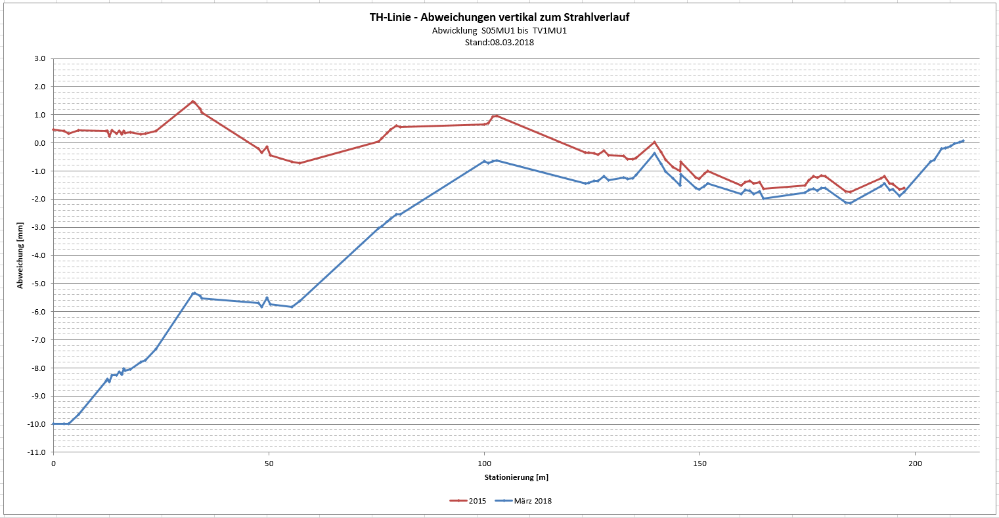 TH-Linie - Abweichungen vertikal zum Strahlverlauf
Abwicklung  S05MU1 bis  TV1MU1
Stand:08.03.2018
3.0
2.0
1.0
0.0
-1.0
-2.0
-3.0
-4.0
-5.0
-6.0
-7.0
-8.0
-9.0
-10.0
-11.0
Abweichung [mm]
0 50 100 150 200
Stationierung [m]
2015 März 2018